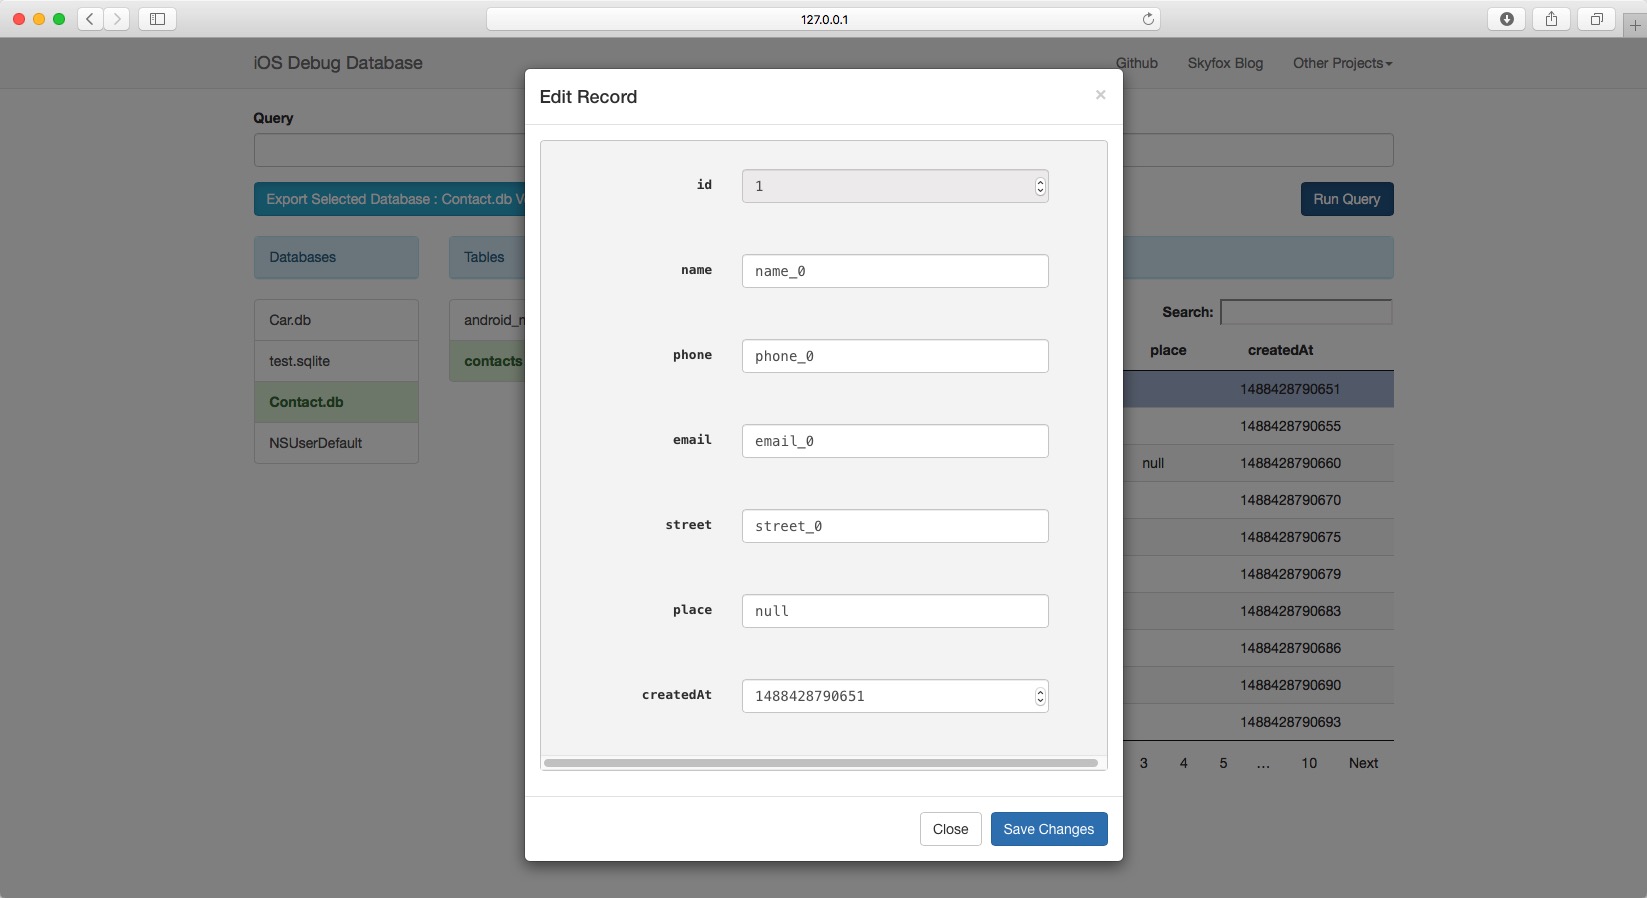 127.0.0.1
iOS Debug Database
Github
Skyfox Blog
Other Projects
Edit Record
×
Query
Export Selected Database : Contact.db
Run Query
Databases
Tables
Car.db
test.sqlite
Contact.db
NSUserDefault
contacts
id
1
name
name_0
phone
phone_0
email
email_0
street
street_0
place
null
createdAt
1488428790651
Close
Save Changes
Search:
place createdAt
1488428790651
1488428790655
null 1488428790660
1488428790670
1488428790675
1488428790679
1488428790683
1488428790686
1488428790690
1488428790693
3 4 5 … 10 Next